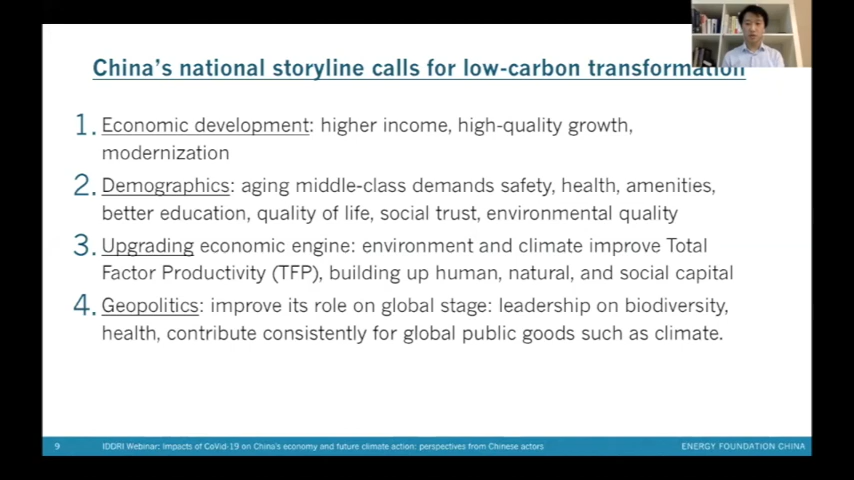 China's national storyline calls for low-carbon transformation
1. Economic development: higher income, high-quality growth,
modernization
2. Demographics: aging middle-class demands safety, health, amenities,
better education, quality of life, social trust, environmental quality
3. Upgrading economic engine: environment and climate improve Total
Factor Productivity (TFP), building up human, natural, and social capital
4. Geopolitics: improve its role on global stage: leadership on biodiversity,
health, contribute consistently for global public goods such as climate.
9 IDDRI Webinar: Impacts of CoVid-19 on China's economy and future climate action: perspectives from Chinese actors ENERGY FOUNDATION CHINA